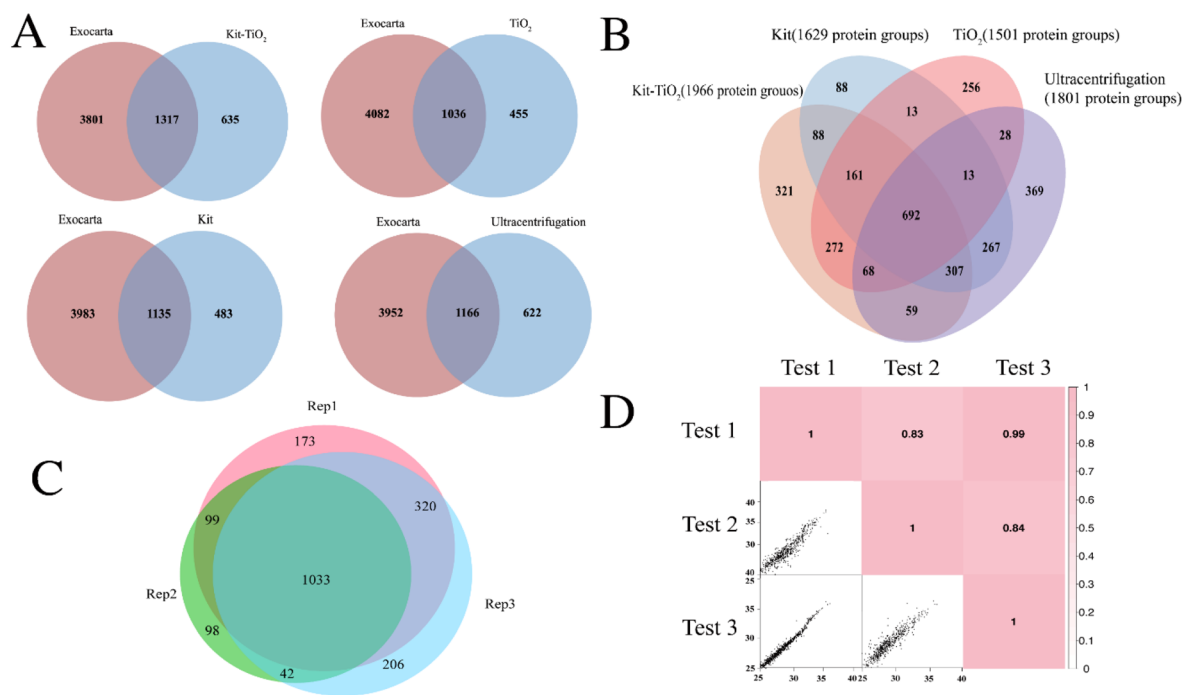 A
Exocarta
Kit-TiO2
3801
1317
635
Exocarta
TiO2
4082
1036
455
Exocarta
Kit
3983
1135
483
Exocarta
Ultracentrifugation
3952
1166
622
B
Kit(1629 protein groups)
TiO2(1501 protein groups)
Kit-TiO2(1966 protein gruoos)
Ultracentrifugation
(1801 protein groups)
88
256
13
28
88
161
13
321
369
692
272
267
68
307
59
C
Rep1
173
320
99
1033
Rep2
Rep3
98
206
42
D
Test 1
Test 2
Test 3
Test 1
1
0.83
0.99
Test 2
1
0.84
Test 3
1
1
0.9
0.8
0.7
0.6
0.5
0.4
0.3
0.2
0.1
0
40
35
30
40
25
35
30
25
25
30
35
40
25
30
35
40